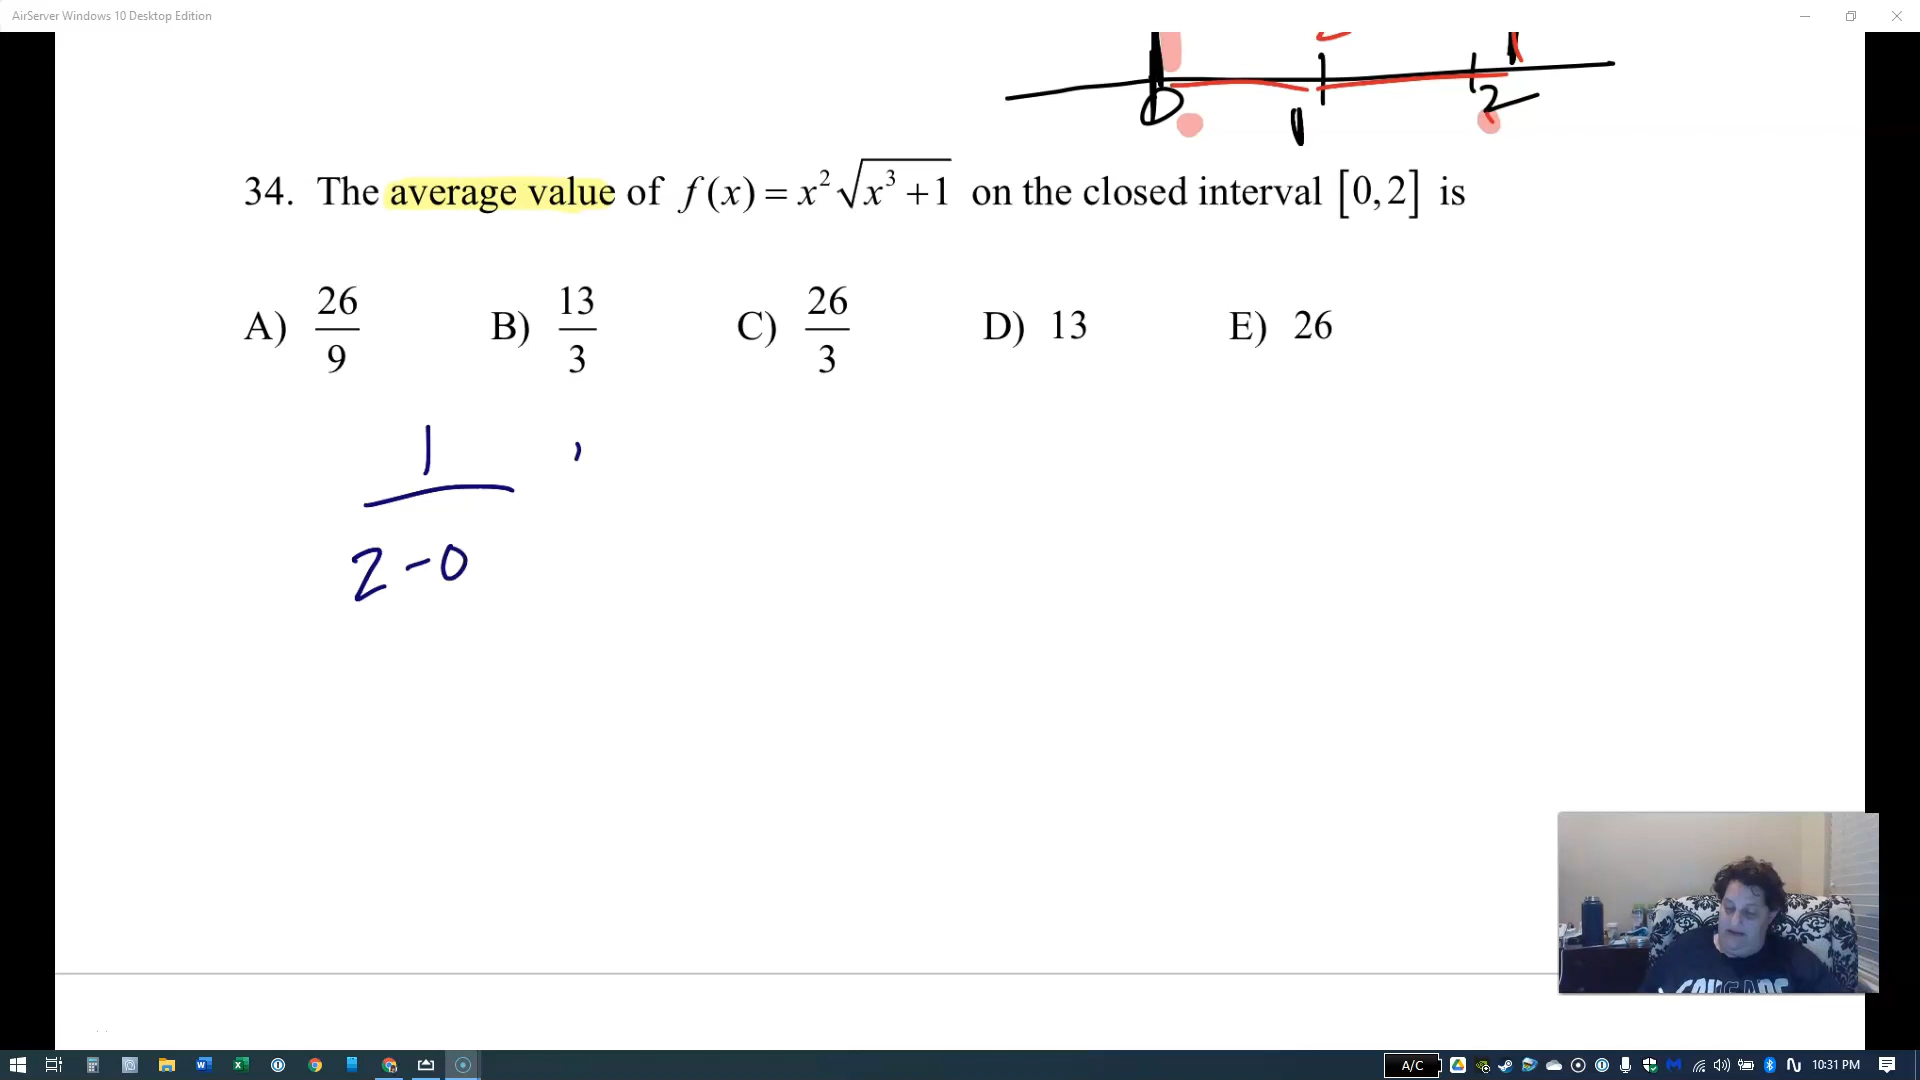 AirServer Windows 10 Desktop Edition
0 1 2
34. The average value of f(x) = x²√(x³ + 1) on the closed interval [0, 2] is
A) 26/9 B) 13/3 C) 26/3 D) 13 E) 26
1
2-0
COUGARS
A/C 10:31 PM